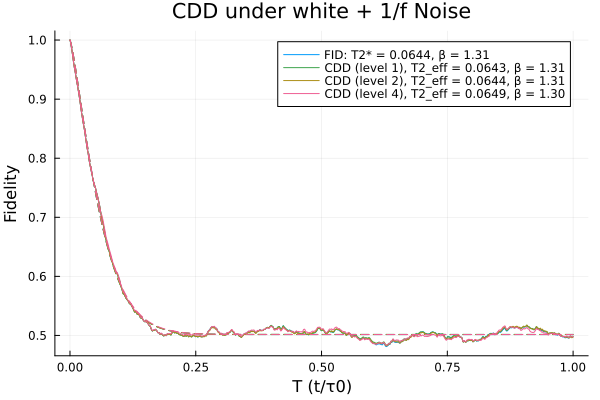 CDD under white + 1/f Noise
FID: T2* = 0.0644, β = 1.31
CDD (level 1), T2_eff = 0.0643, β = 1.31
CDD (level 2), T2_eff = 0.0644, β = 1.31
CDD (level 4), T2_eff = 0.0649, β = 1.30
Fidelity
1.0
0.9
0.8
0.7
0.6
0.5
0.00
0.25
0.50
0.75
1.00
T (t/τ0)